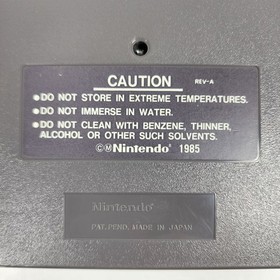 CAUTION REV-A
●DO NOT STORE IN EXTREME TEMPERATURES.
●DO NOT IMMERSE IN WATER.
●DO NOT CLEAN WITH BENZENE, THINNER,
ALCOHOL OR OTHER SUCH SOLVENTS.
©Ⓜ Nintendo® 1985
Nintendo®
PAT. PEND. MADE IN JAPAN